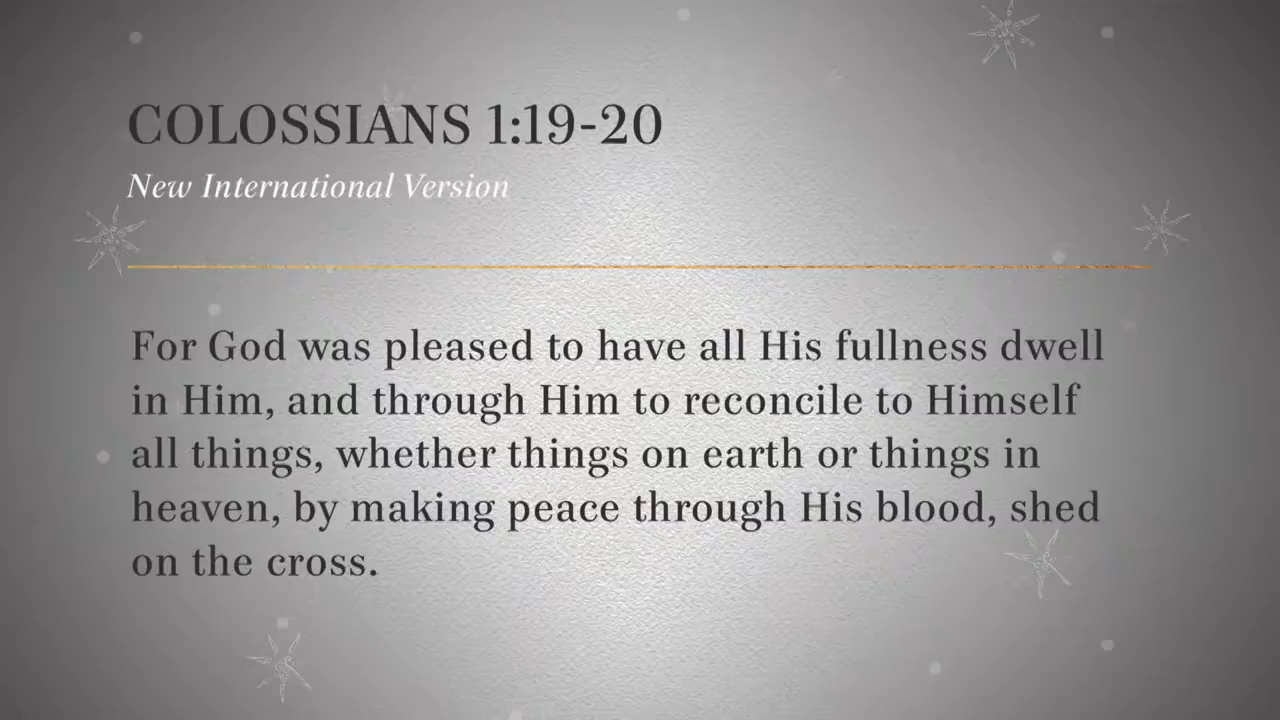 COLOSSIANS 1:19-20
New International Version
For God was pleased to have all His fullness dwell
in Him, and through Him to reconcile to Himself
all things, whether things on earth or things in
heaven, by making peace through His blood, shed
on the cross.